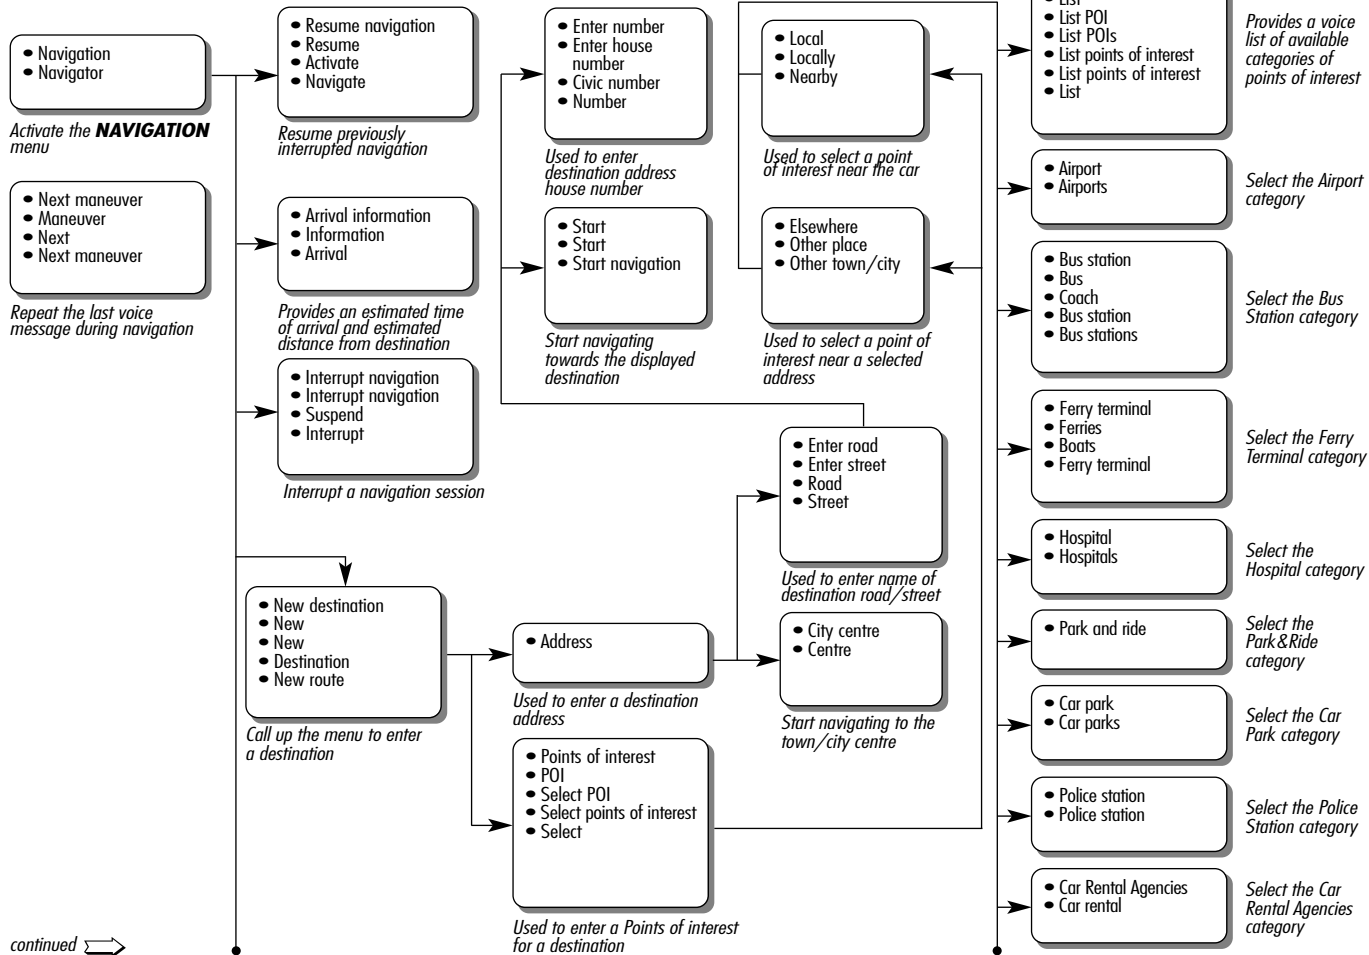 • Navigation
• Navigator
Activate the NAVIGATION
menu
• Next maneuver
• Maneuver
• Next
• Next maneuver
Repeat the last voice
message during navigation
• Resume navigation
• Resume
• Activate
• Navigate
Resume previously
interrupted navigation
• Arrival information
• Information
• Arrival
Provides an estimated time
of arrival and estimated
distance from destination
• Interrupt navigation
• Interrupt navigation
• Suspend
• Interrupt
Interrupt a navigation session
• New destination
• New
• New
• Destination
• New route
Call up the menu to enter
a destination
• Enter number
• Enter house
number
• Civic number
• Number
Used to enter
destination address
house number
• Start
• Start
• Start navigation
Start navigating
towards the displayed
destination
• Address
Used to enter a destination
address
• Points of interest
• POI
• Select POI
• Select points of interest
• Select
Used to enter a Points of interest
for a destination
• Local
• Locally
• Nearby
Used to select a point
of interest near the car
• Elsewhere
• Other place
• Other town/city
Used to select a point of
interest near a selected
address
• Enter road
• Enter street
• Road
• Street
Used to enter name of
destination road/street
• City centre
• Centre
Start navigating to the
town/city centre
• List
• List POI
• List POIs
• List points of interest
• List points of interest
• List
Provides a voice
list of available
categories of
points of interest
• Airport
• Airports
Select the Airport
category
• Bus station
• Bus
• Coach
• Bus station
• Bus stations
Select the Bus
Station category
• Ferry terminal
• Ferries
• Boats
• Ferry terminal
Select the Ferry
Terminal category
• Hospital
• Hospitals
Select the
Hospital category
• Park and ride
Select the
Park&Ride
category
• Car park
• Car parks
Select the Car
Park category
• Police station
• Police station
Select the Police
Station category
• Car Rental Agencies
• Car rental
Select the Car
Rental Agencies
category
continued